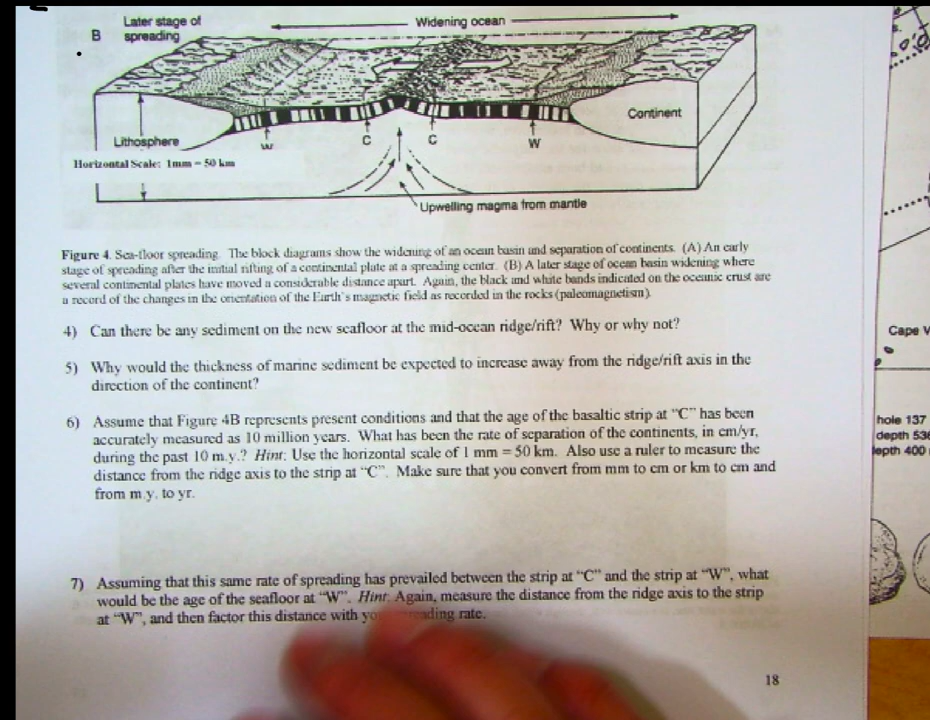 Later stage of
B spreading
Widening ocean
Continent
Lithosphere
W C C W
Horizontal Scale: 1mm = 50 km
Upwelling magma from mantle
Figure 4. Sea-floor spreading. The block diagrams show the widening of an ocean basin and separation of continents. (A) An early
stage of spreading after the initial rifting of a continental plate at a spreading center. (B) A later stage of ocean basin widening where
several continental plates have moved a considerable distance apart. Again, the black and white bands indicated on the oceanic crust are
a record of the changes in the orientation of the Earth's magnetic field as recorded in the rocks (paleomagnetism).
4) Can there be any sediment on the new seafloor at the mid-ocean ridge/rift? Why or why not?
5) Why would the thickness of marine sediment be expected to increase away from the ridge/rift axis in the
direction of the continent?
6) Assume that Figure 4B represents present conditions and that the age of the basaltic strip at "C" has been
accurately measured as 10 million years. What has been the rate of separation of the continents, in cm/yr,
during the past 10 m.y.? Hint: Use the horizontal scale of 1 mm = 50 km. Also use a ruler to measure the
distance from the ridge axis to the strip at "C". Make sure that you convert from mm to cm or km to cm and
from m.y. to yr.
7) Assuming that this same rate of spreading has prevailed between the strip at "C" and the strip at "W", what
would be the age of the seafloor at "W". Hint: Again, measure the distance from the ridge axis to the strip
at "W", and then factor this distance with rate.
18
Cape V
hole 137
depth 400